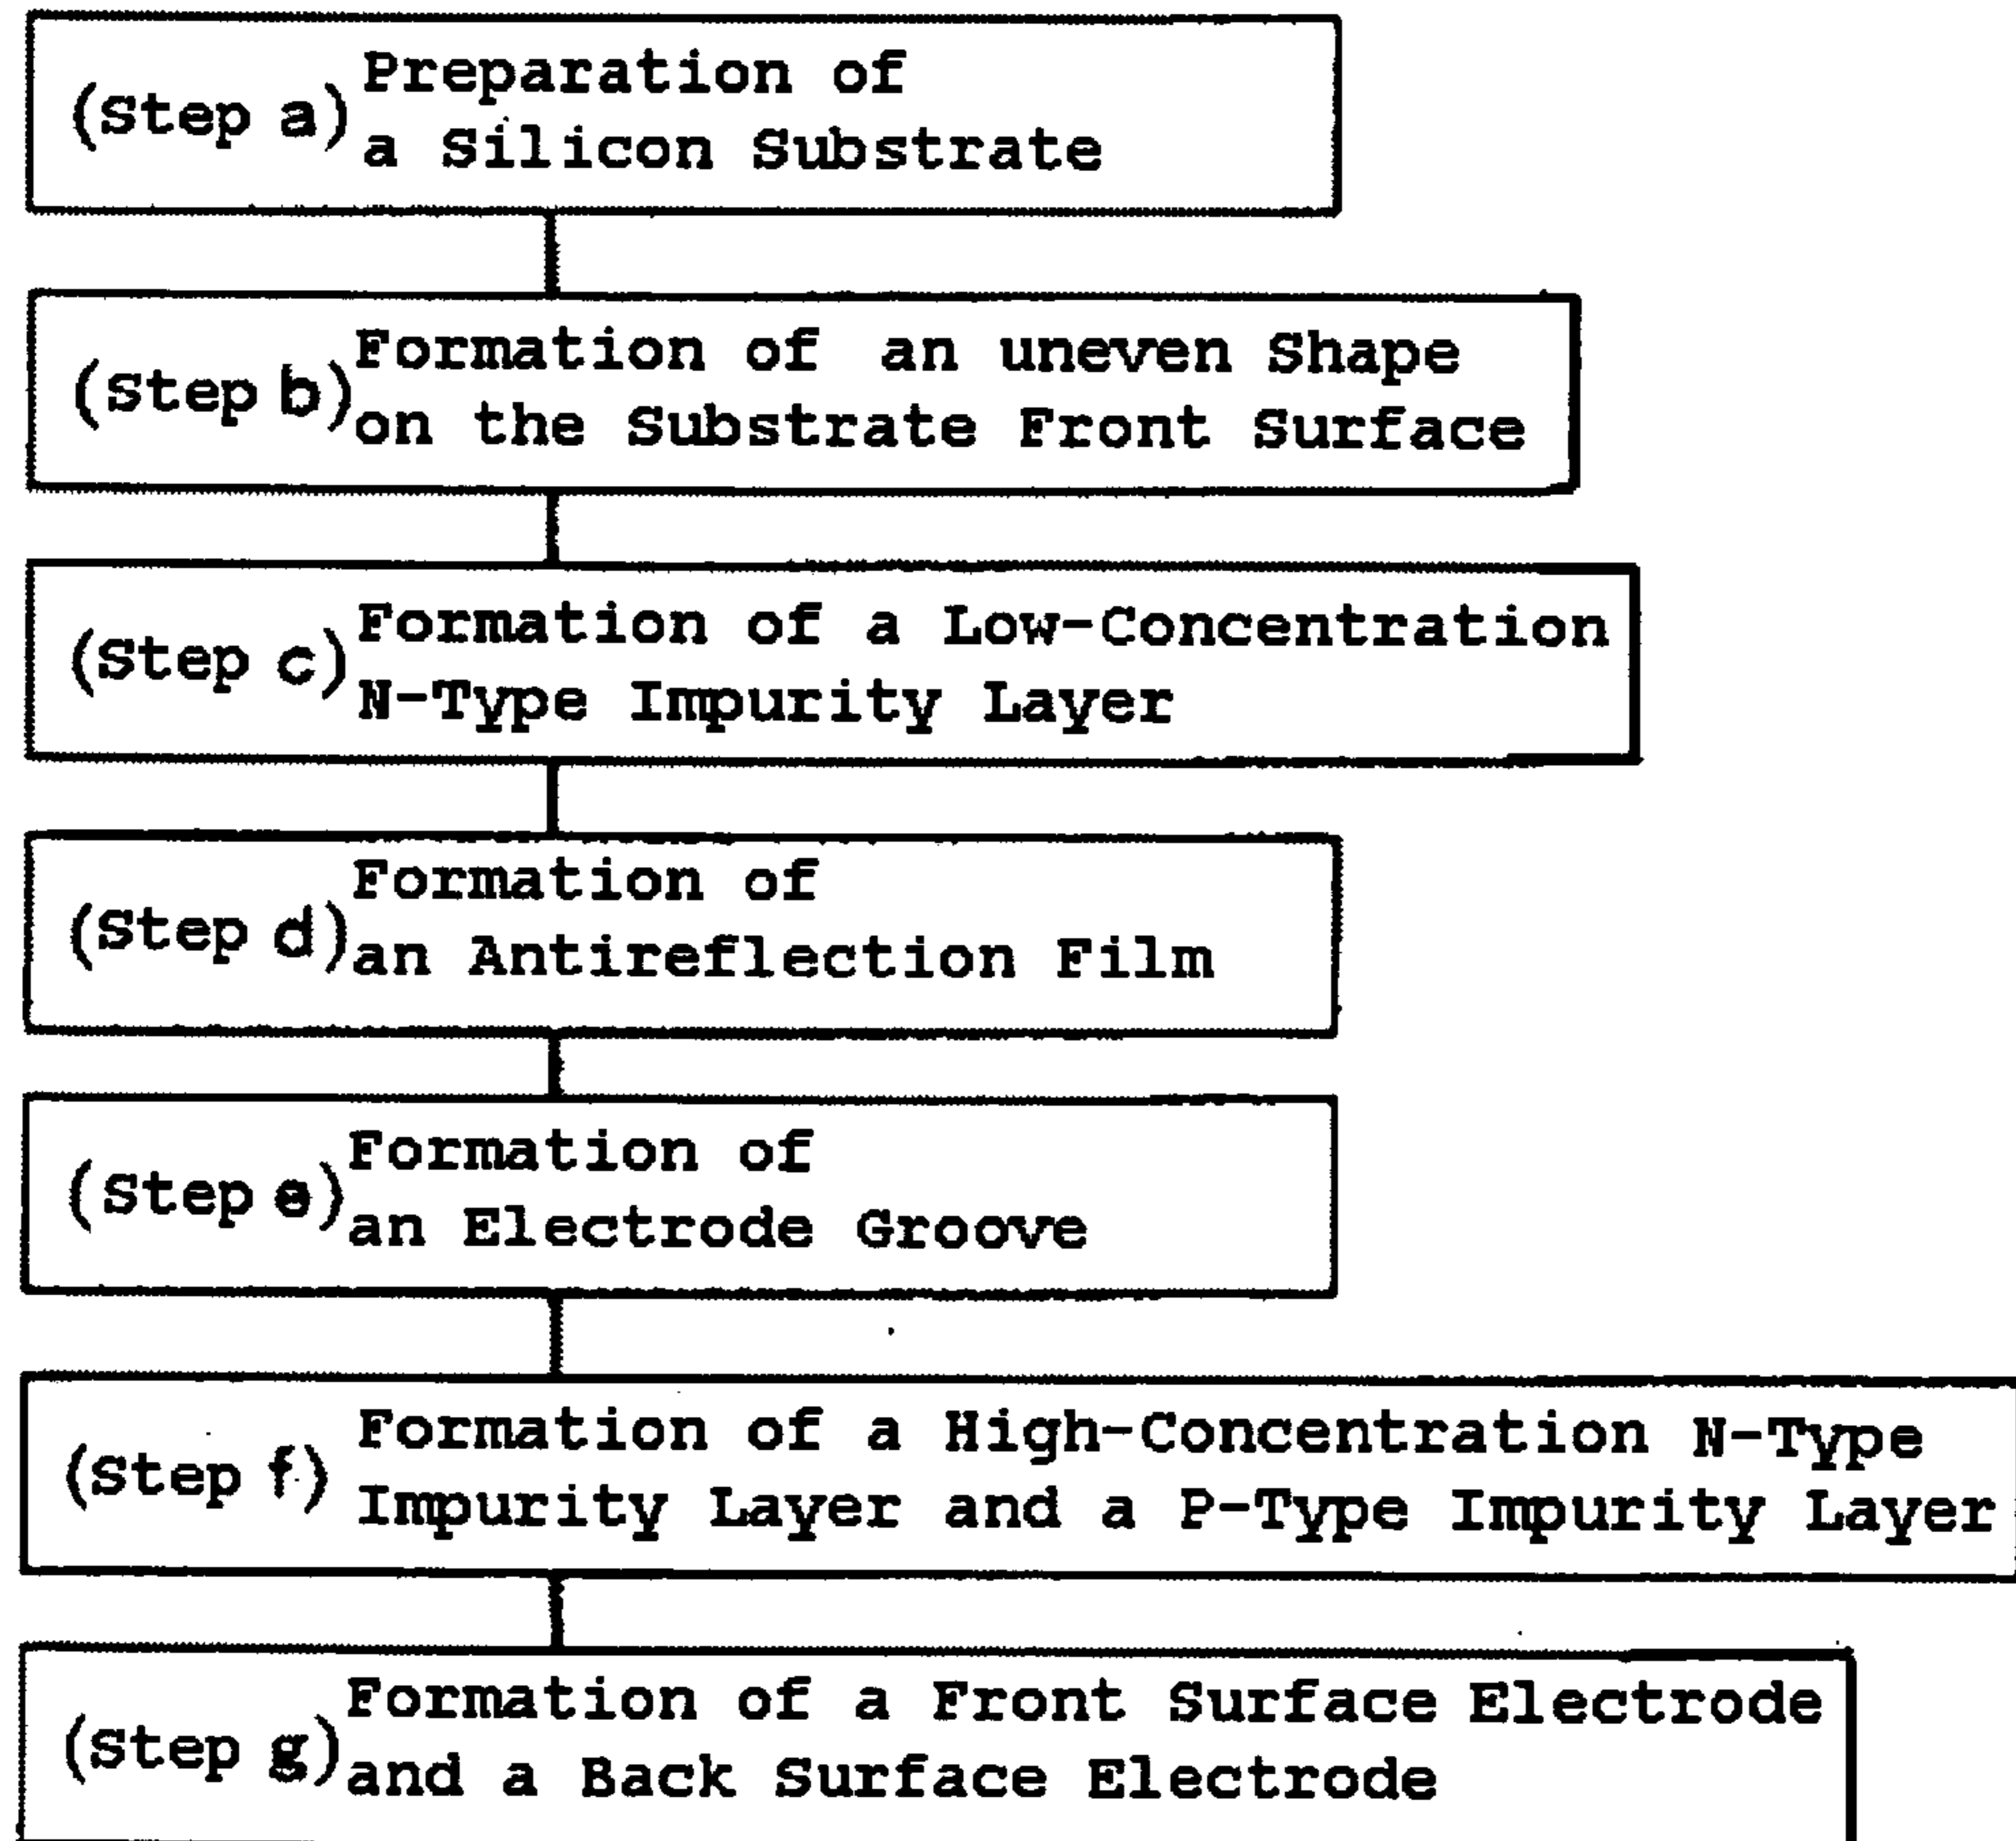 (Step a) Preparation of
a Silicon Substrate
(Step b) Formation of an uneven Shape
on the Substrate Front Surface
(Step c) Formation of a Low-Concentration
N-Type Impurity Layer
(Step d) Formation of
an Antireflection Film
(Step e) Formation of
an Electrode Groove
(Step f) Formation of a High-Concentration N-Type
Impurity Layer and a P-Type Impurity Layer
(Step g) Formation of a Front Surface Electrode
and a Back Surface Electrode